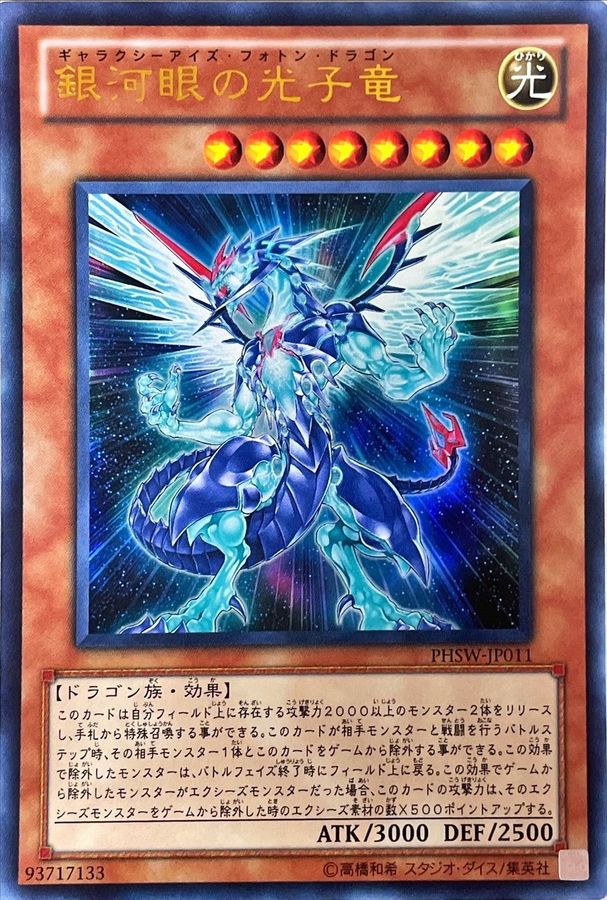 ギャラクシーアイズ・フォトン・ドラゴン
銀河眼の光子竜
ひかり
光
PHSW-JP011
【ドラゴン族・効果】
このカードは自分フィールド上に存在する攻撃力2000以上のモンスター2体をリリース
し、手札から特殊召喚する事ができる。このカードが相手モンスターと戦闘を行うバトルス
テップ時、その相手モンスター1体とこのカードをゲームから除外する事ができる。この効果
で除外したモンスターは、バトルフェイズ終了時にフィールド上に戻る。この効果でゲームか
ら除外したモンスターがエクシーズモンスターだった場合、このカードの攻撃力は、そのエク
シーズモンスターをゲームから除外した時のエクシーズ素材の数X500ポイントアップする。
ATK/3000 DEF/2500
93717133
©高橋和希 スタジオ・ダイス/集英社